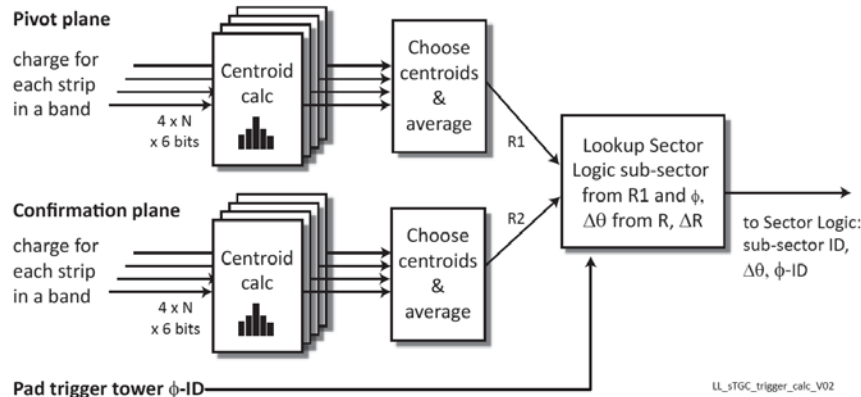 Pivot plane
charge for
each strip
in a band
4 x N
x 6 bits
Centroid
calc
Choose
centroids
&
average
R1
Confirmation plane
charge for
each strip
in a band
4 x N
x 6 bits
Centroid
calc
Choose
centroids
&
average
R2
Lookup Sector
Logic sub-sector
from R1 and ϕ,
Δθ from R, ΔR
to Sector Logic:
sub-sector ID,
Δθ, ϕ-ID
Pad trigger tower ϕ-ID
LL_sTGC_trigger_calc_V02